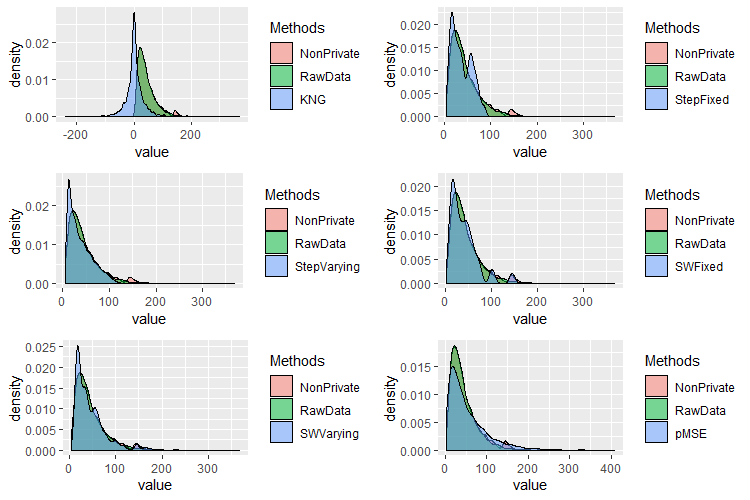 Methods
NonPrivate
RawData
KNG
density
0.02
0.01
0.00
-200
0
200
value
Methods
NonPrivate
RawData
StepFixed
density
0.020
0.015
0.010
0.005
0.000
0
100
200
300
value
Methods
NonPrivate
RawData
StepVarying
density
0.02
0.01
0.00
0
100
200
300
value
Methods
NonPrivate
RawData
SWFixed
density
0.020
0.015
0.010
0.005
0.000
0
100
200
300
value
Methods
NonPrivate
RawData
SWVarying
density
0.025
0.020
0.015
0.010
0.005
0.000
0
100
200
300
value
Methods
NonPrivate
RawData
pMSE
density
0.015
0.010
0.005
0.000
0
100
200
300
400
value